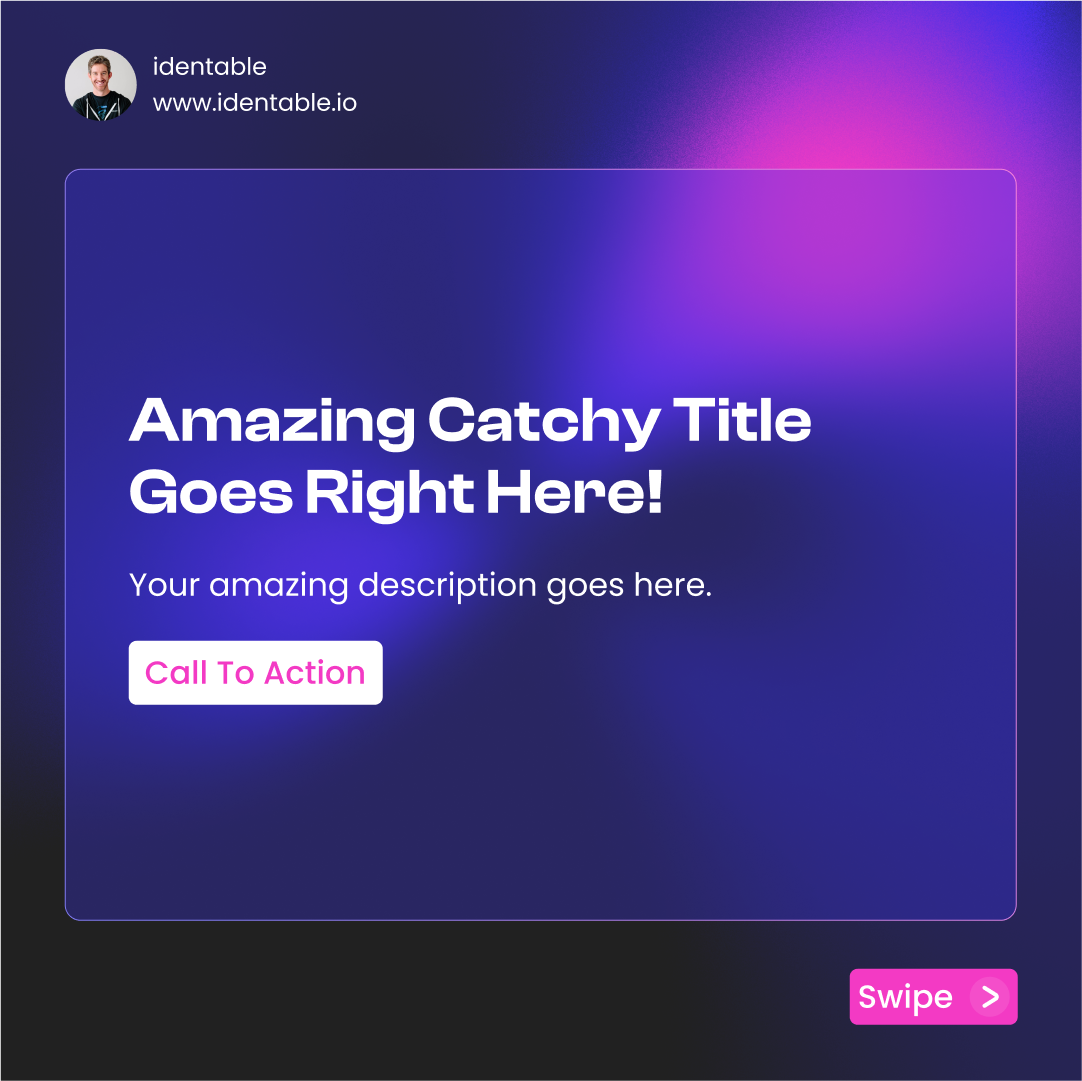 identable
www.identable.io
Amazing Catchy Title
Goes Right Here!
Your amazing description goes here.
Call To Action
Swipe >